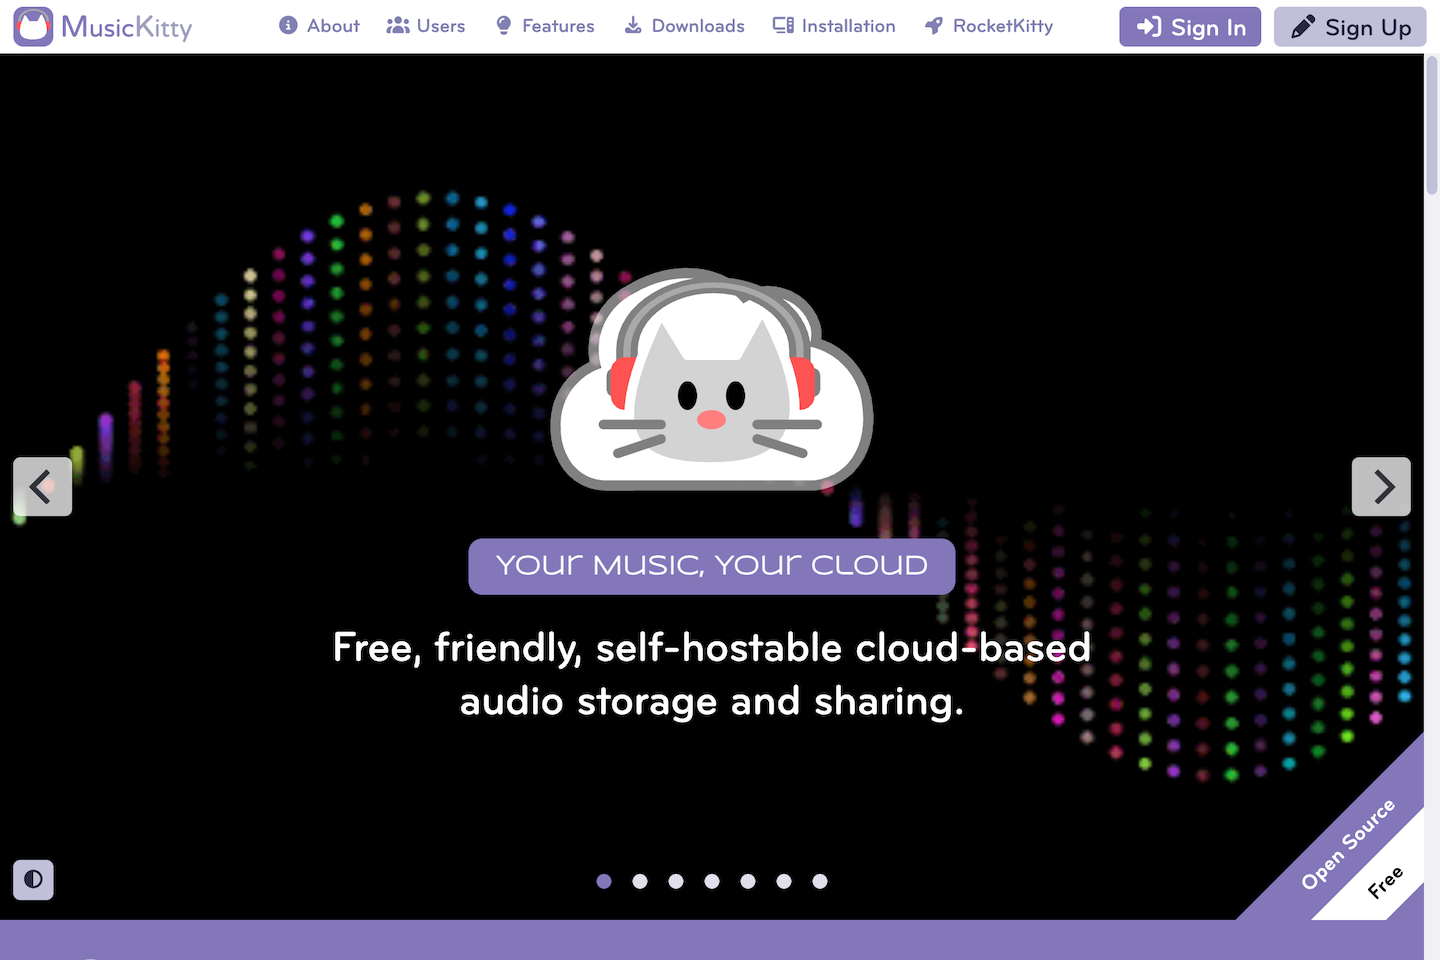 MusicKitty
About
Users
Features
Downloads
Installation
RocketKitty
Sign In
Sign Up
Your Music, Your Cloud
Free, friendly, self-hostable cloud-based
audio storage and sharing.
Open Source
Free